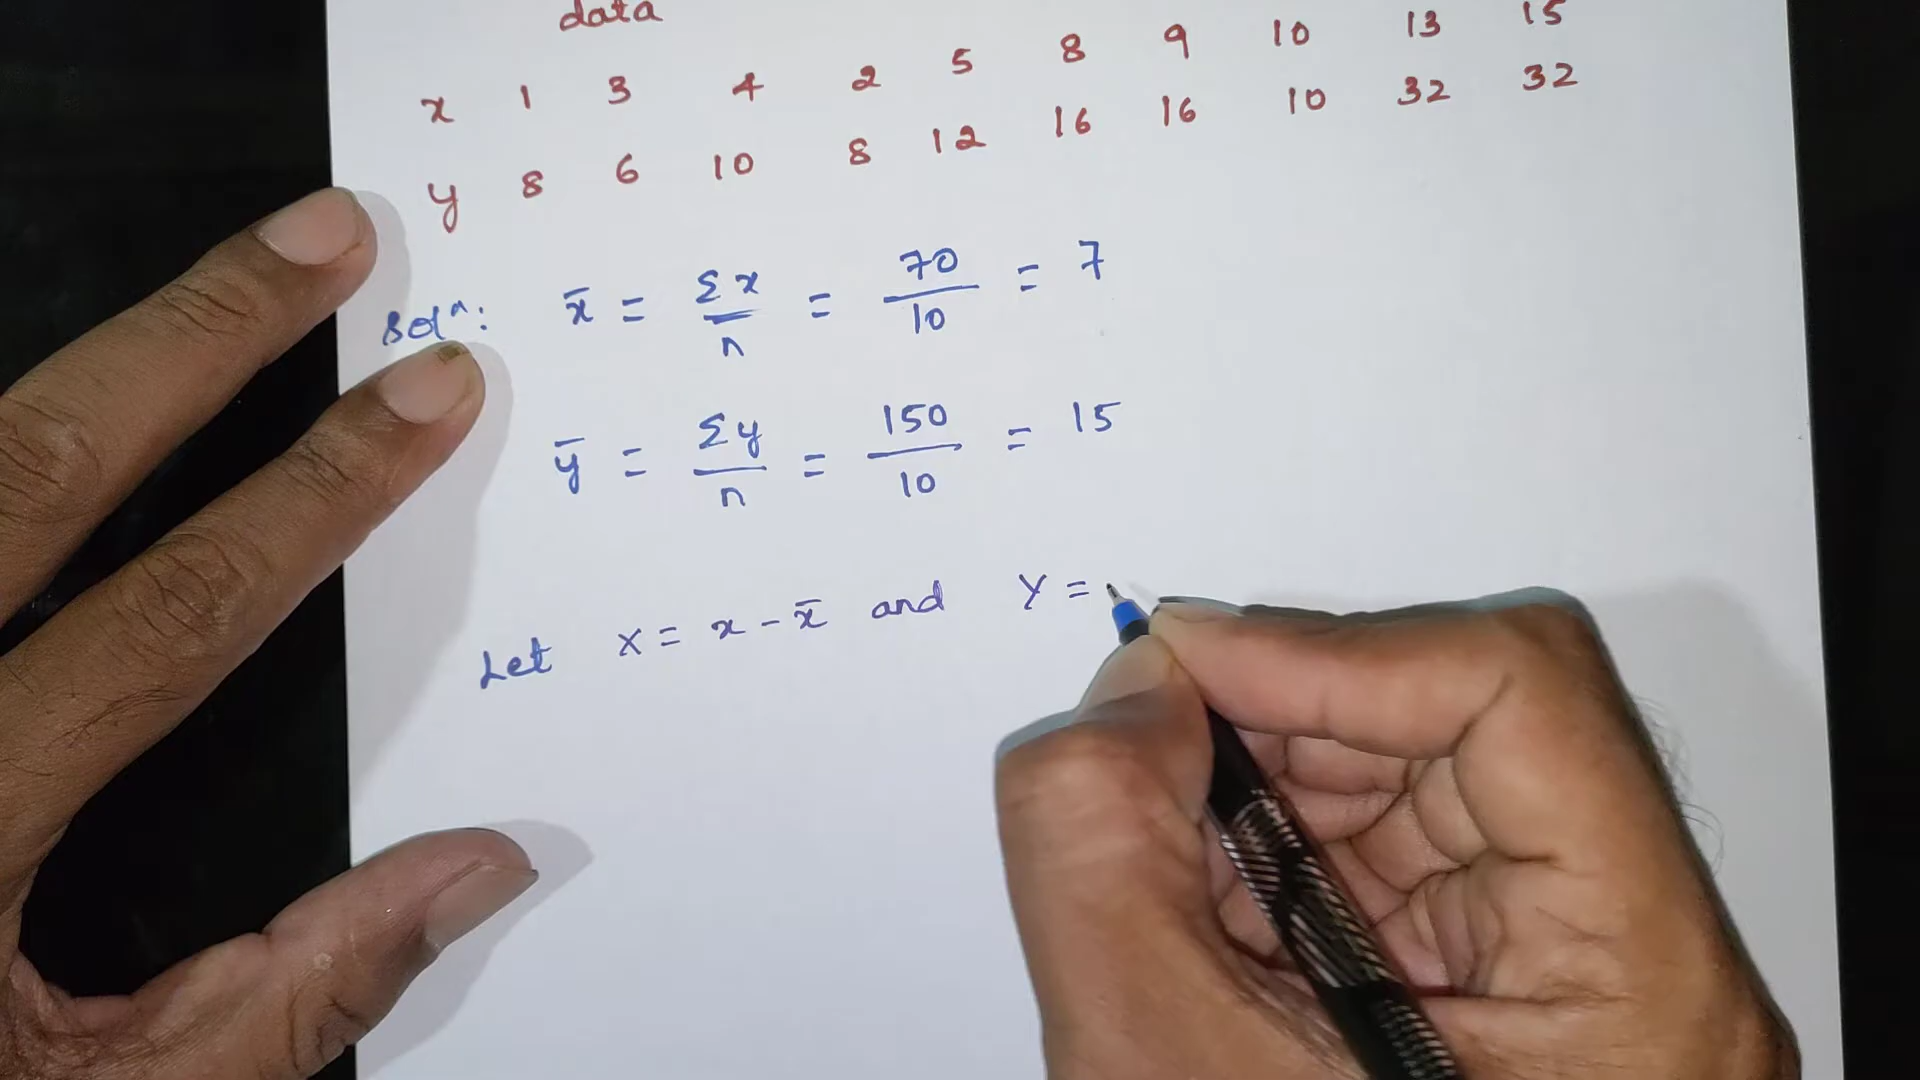 data
x 1 3 4 2 5 8 9 10 13 15
y 8 6 10 8 12 16 16 10 32 32
Solⁿ: x̄ = Σx/n = 70/10 = 7
ȳ = Σy/n = 150/10 = 15
Let X = x - x̄ and Y =